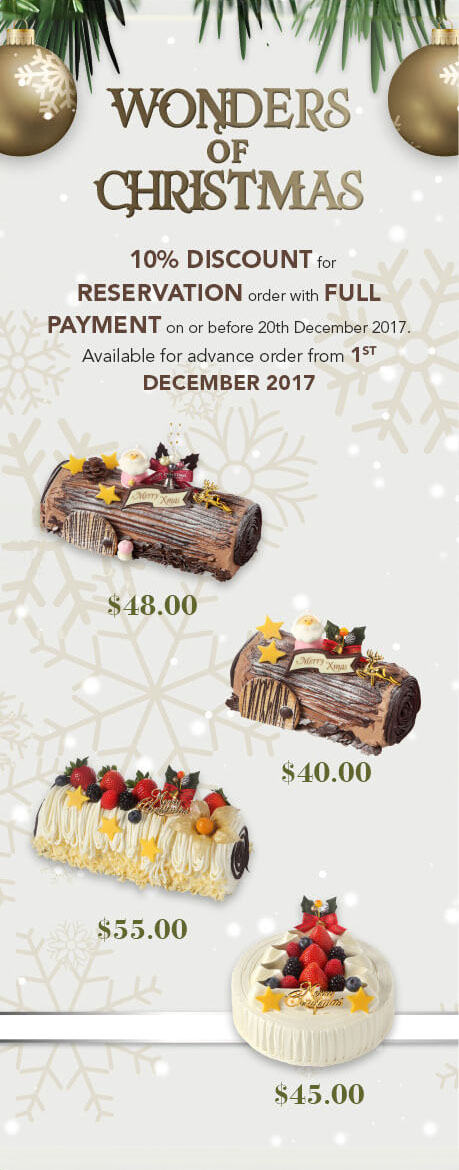 WONDERS
OF
CHRISTMAS
10% DISCOUNT for
RESERVATION order with FULL
PAYMENT on or before 20th December 2017.
Available for advance order from 1ST
DECEMBER 2017
Merry Xmas
$48.00
Merry Xmas
$40.00
Merry
Christmas
$55.00
Merry
Christmas
$45.00